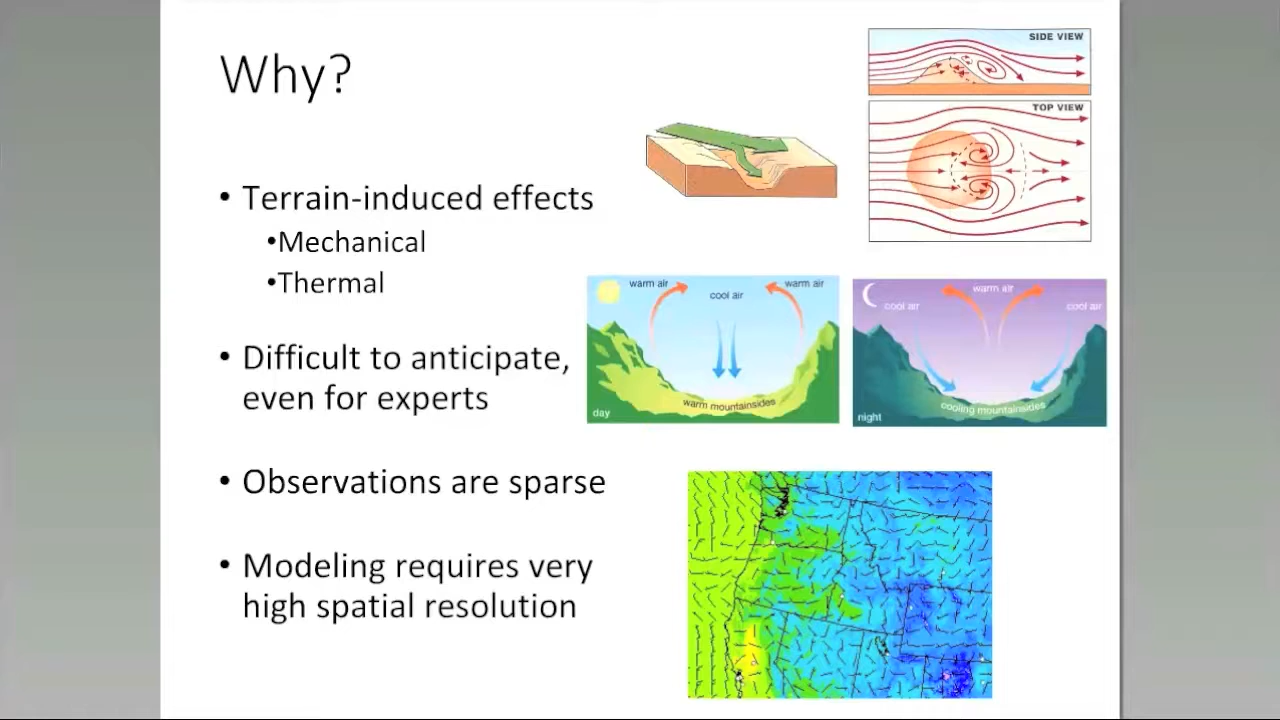 Why?
• Terrain-induced effects
•Mechanical
•Thermal
• Difficult to anticipate,
even for experts
• Observations are sparse
• Modeling requires very
high spatial resolution
SIDE VIEW
TOP VIEW
warm air
cool air
warm air
warm mountainsides
day
cool air
warm air
cool air
cooling mountainsides
night